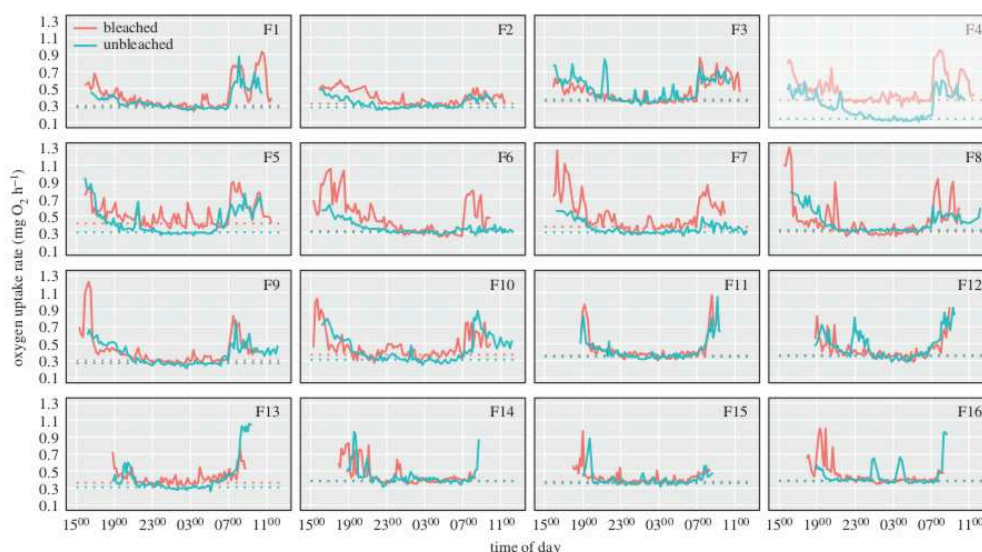 1.3 F1 F2 F3 F4
bleached
1.1
unbleached
0.9
0.7
0.5
0.3
0.1
1.3 F5 F6 F7 F8
1.1
0.9
0.7
0.5
0.3
0.1
1.3 F9 F10 F11 F12
1.1
0.9
0.7
0.5
0.3
0.1
1.3 F13 F14 F15 F16
1.1
0.9
0.7
0.5
0.3
0.1
oxygen uptake rate (mg O₂ h⁻¹)
15⁰⁰ 19⁰⁰ 23⁰⁰ 03⁰⁰ 07⁰⁰ 11⁰⁰ 15⁰⁰ 19⁰⁰ 23⁰⁰ 03⁰⁰ 07⁰⁰ 11⁰⁰ 15⁰⁰ 19⁰⁰ 23⁰⁰ 03⁰⁰ 07⁰⁰ 11⁰⁰ 15⁰⁰ 19⁰⁰ 23⁰⁰ 03⁰⁰ 07⁰⁰ 11⁰⁰
time of day